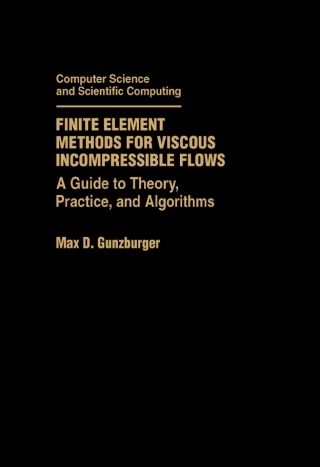 Computer Science
and Scientific Computing
FINITE ELEMENT
METHODS FOR VISCOUS
INCOMPRESSIBLE FLOWS
A Guide to Theory,
Practice, and Algorithms
Max D. Gunzburger